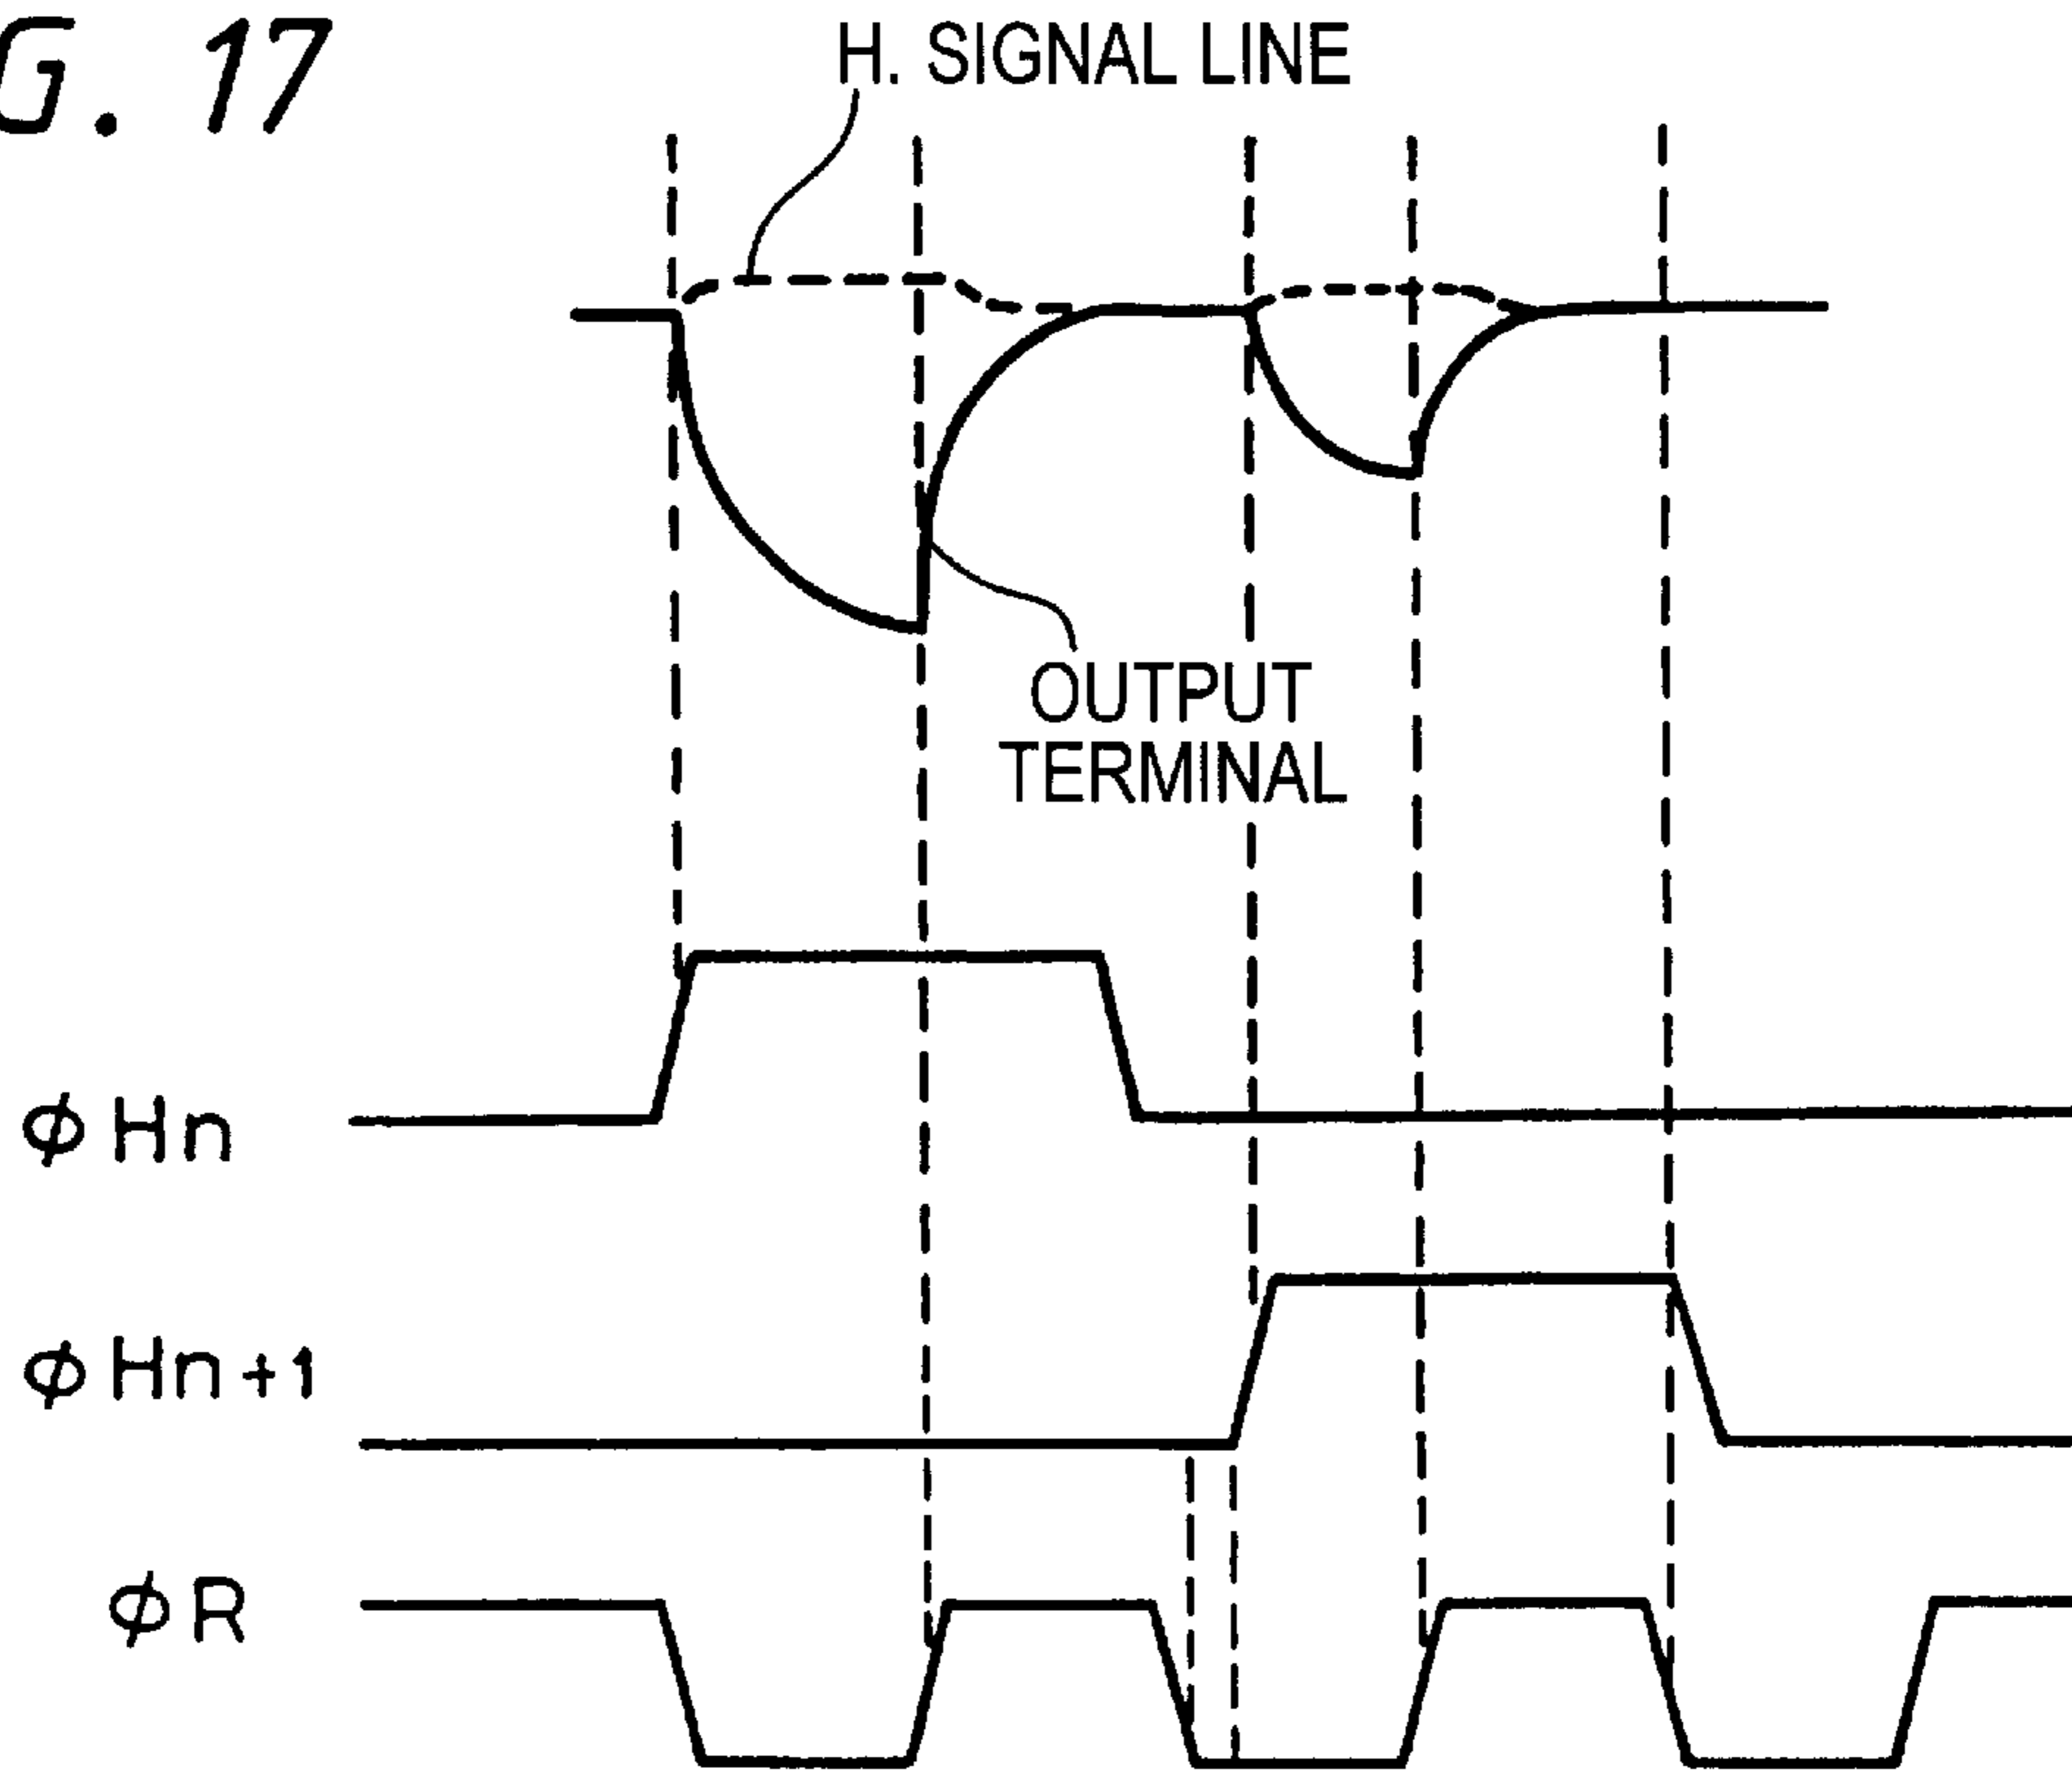 G. 17
H. SIGNAL LINE
OUTPUT
TERMINAL
φHn
φHn+1
φR